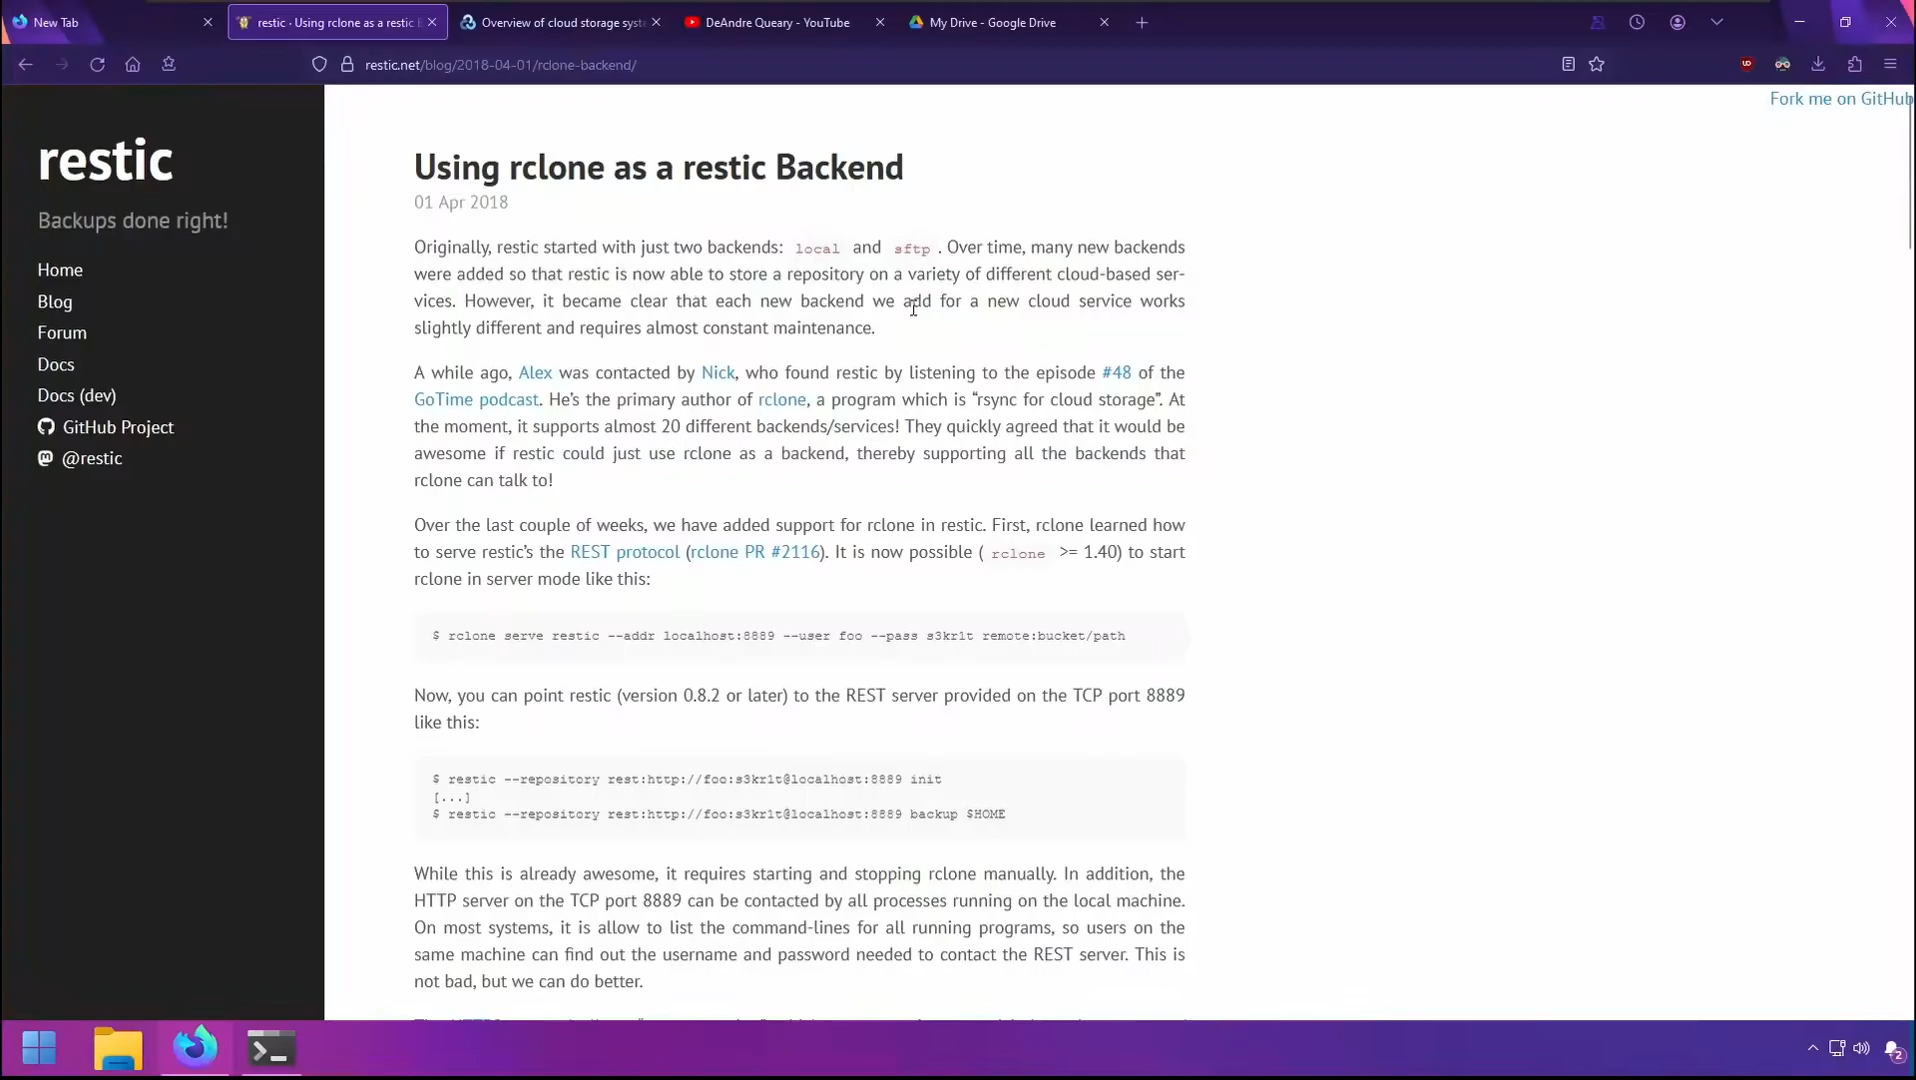 New Tab
restic · Using rclone as a restic B
Overview of cloud storage syst
DeAndre Queary - YouTube
My Drive - Google Drive
restic.net/blog/2018-04-01/rclone-backend/
Fork me on GitHub
restic
Backups done right!
Home
Blog
Forum
Docs
Docs (dev)
GitHub Project
@restic
Using rclone as a restic Backend
01 Apr 2018
Originally, restic started with just two backends: local and sftp . Over time, many new backends
were added so that restic is now able to store a repository on a variety of different cloud-based ser-
vices. However, it became clear that each new backend we add for a new cloud service works
slightly different and requires almost constant maintenance.
A while ago, Alex was contacted by Nick, who found restic by listening to the episode #48 of the
GoTime podcast. He’s the primary author of rclone, a program which is “rsync for cloud storage”. At
the moment, it supports almost 20 different backends/services! They quickly agreed that it would be
awesome if restic could just use rclone as a backend, thereby supporting all the backends that
rclone can talk to!
Over the last couple of weeks, we have added support for rclone in restic. First, rclone learned how
to serve restic’s the REST protocol (rclone PR #2116). It is now possible ( rclone >= 1.40) to start
rclone in server mode like this:
$ rclone serve restic --addr localhost:8889 --user foo --pass s3kr1t remote:bucket/path
Now, you can point restic (version 0.8.2 or later) to the REST server provided on the TCP port 8889
like this:
$ restic --repository rest:http://foo:s3kr1t@localhost:8889 init
[...]
$ restic --repository rest:http://foo:s3kr1t@localhost:8889 backup $HOME
While this is already awesome, it requires starting and stopping rclone manually. In addition, the
HTTP server on the TCP port 8889 can be contacted by all processes running on the local machine.
On most systems, it is allow to list the command-lines for all running programs, so users on the
same machine can find out the username and password needed to contact the REST server. This is
not bad, but we can do better.
2